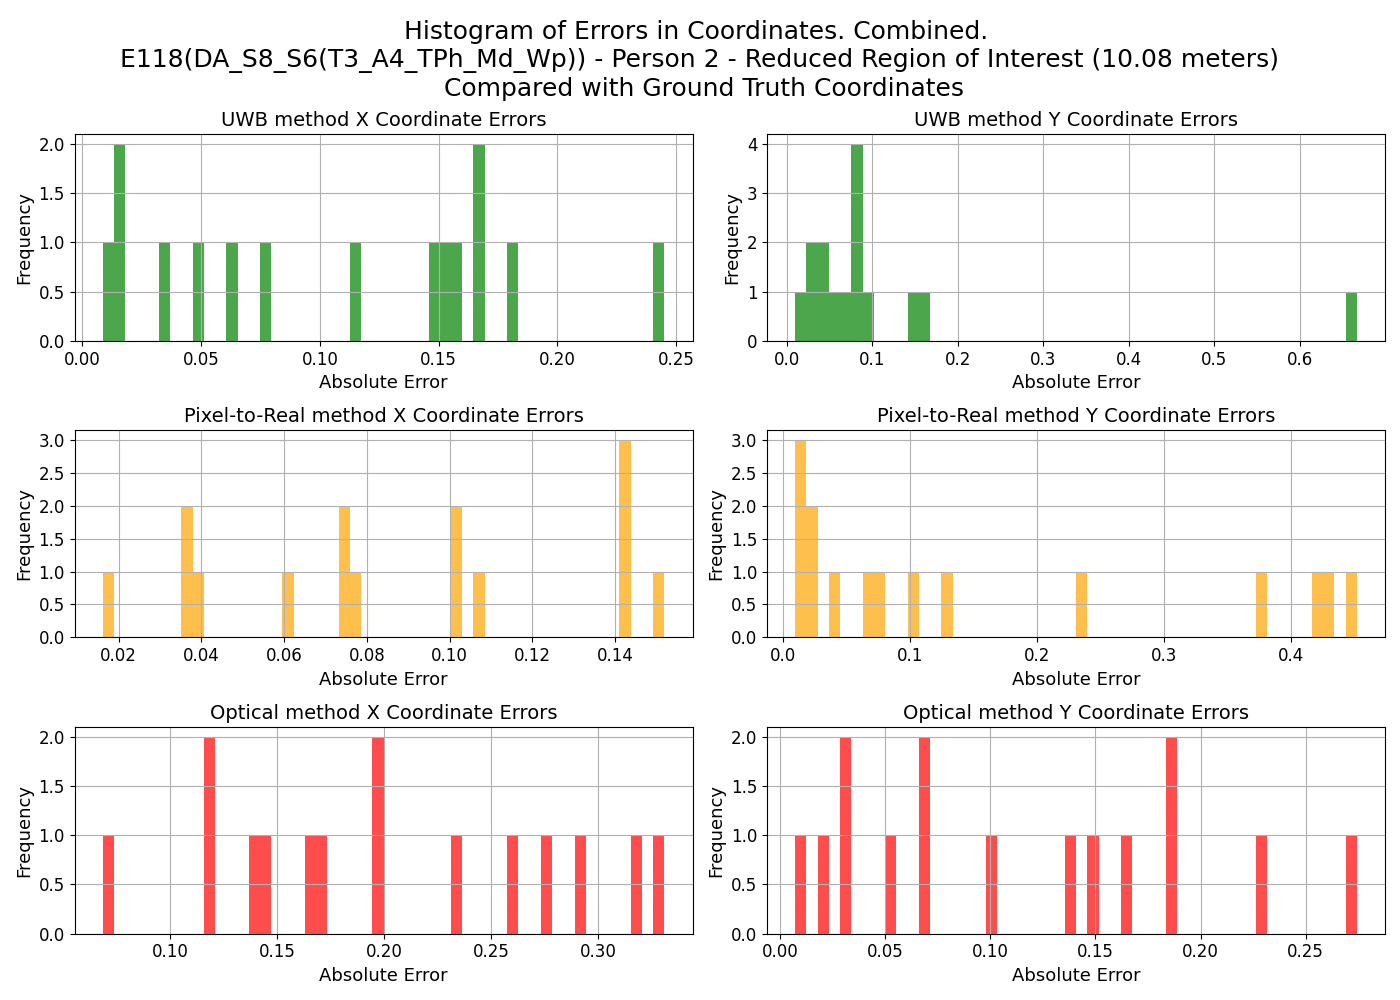 Histogram of Errors in Coordinates. Combined.
E118(DA_S8_S6(T3_A4_TPh_Md_Wp)) - Person 2 - Reduced Region of Interest (10.08 meters)
Compared with Ground Truth Coordinates
UWB method X Coordinate Errors
Frequency
2.0
1.5
1.0
0.5
0.0
0.00 0.05 0.10 0.15 0.20 0.25
Absolute Error
UWB method Y Coordinate Errors
Frequency
4
3
2
1
0
0.0 0.1 0.2 0.3 0.4 0.5 0.6
Absolute Error
Pixel-to-Real method X Coordinate Errors
Frequency
3.0
2.5
2.0
1.5
1.0
0.5
0.0
0.02 0.04 0.06 0.08 0.10 0.12 0.14
Absolute Error
Pixel-to-Real method Y Coordinate Errors
Frequency
3.0
2.5
2.0
1.5
1.0
0.5
0.0
0.0 0.1 0.2 0.3 0.4
Absolute Error
Optical method X Coordinate Errors
Frequency
2.0
1.5
1.0
0.5
0.0
0.10 0.15 0.20 0.25 0.30
Absolute Error
Optical method Y Coordinate Errors
Frequency
2.0
1.5
1.0
0.5
0.0
0.00 0.05 0.10 0.15 0.20 0.25
Absolute Error